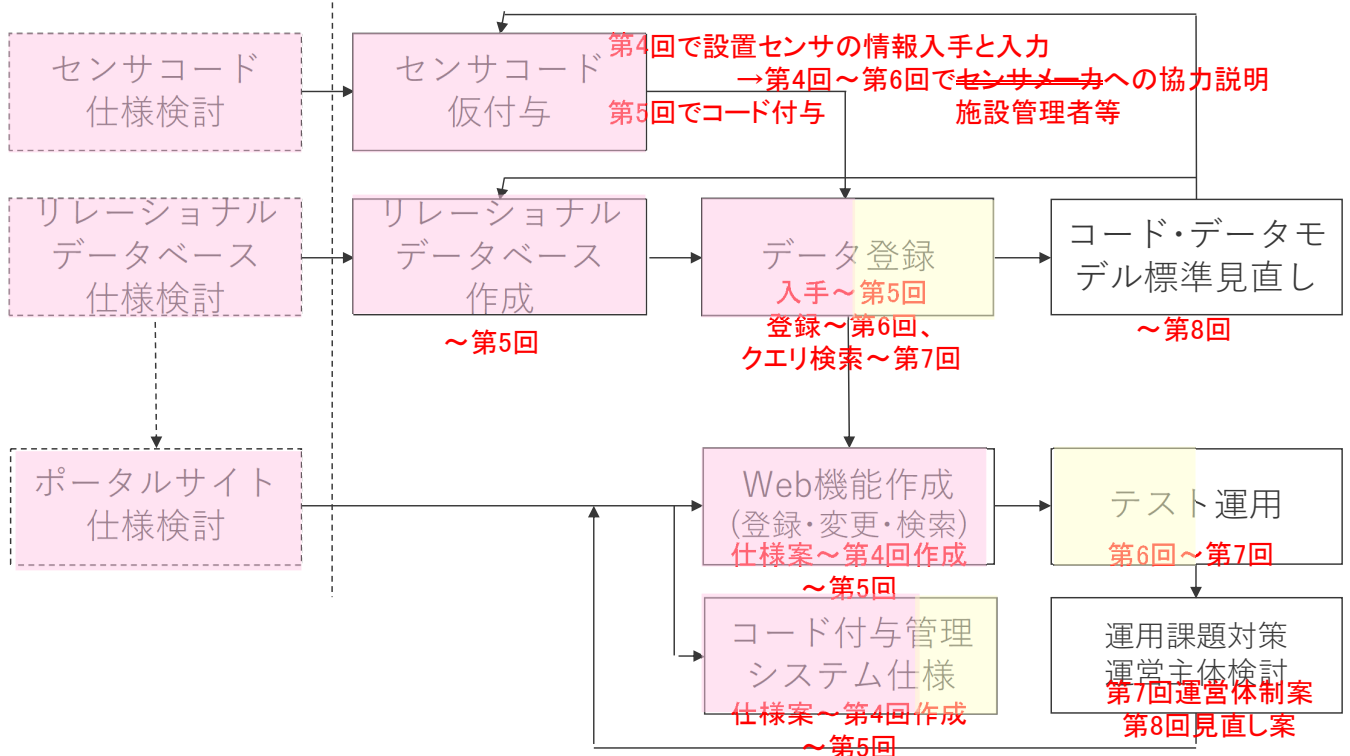 センサコード
仕様検討
センサコード
仮付与
第4回で設置センサの情報入手と入力
→第4回～第6回でセンサメーカへの協力説明
第5回でコード付与
施設管理者等
リレーショナル
データベース
仕様検討
リレーショナル
データベース
作成
～第5回
データ登録
入手～第5回
登録～第6回、
クエリ検索～第7回
コード・データモ
デル標準見直し
～第8回
ポータルサイト
仕様検討
Web機能作成
(登録・変更・検索)
仕様案～第4回作成
～第5回
テスト運用
第6回～第7回
コード付与管理
システム仕様
仕様案～第4回作成
～第5回
運用課題対策
運営主体検討
第7回運営体制案
第8回見直し案